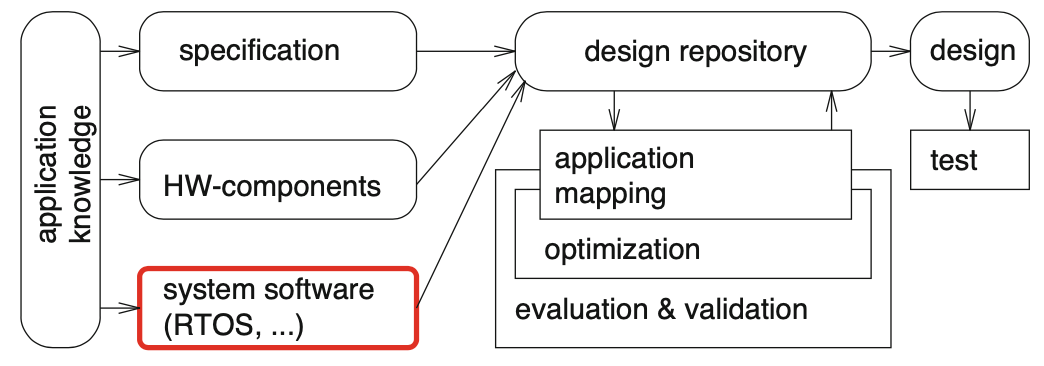 application
knowledge
specification
HW-components
system software
(RTOS, ...)
design repository
application
mapping
optimization
evaluation & validation
design
test